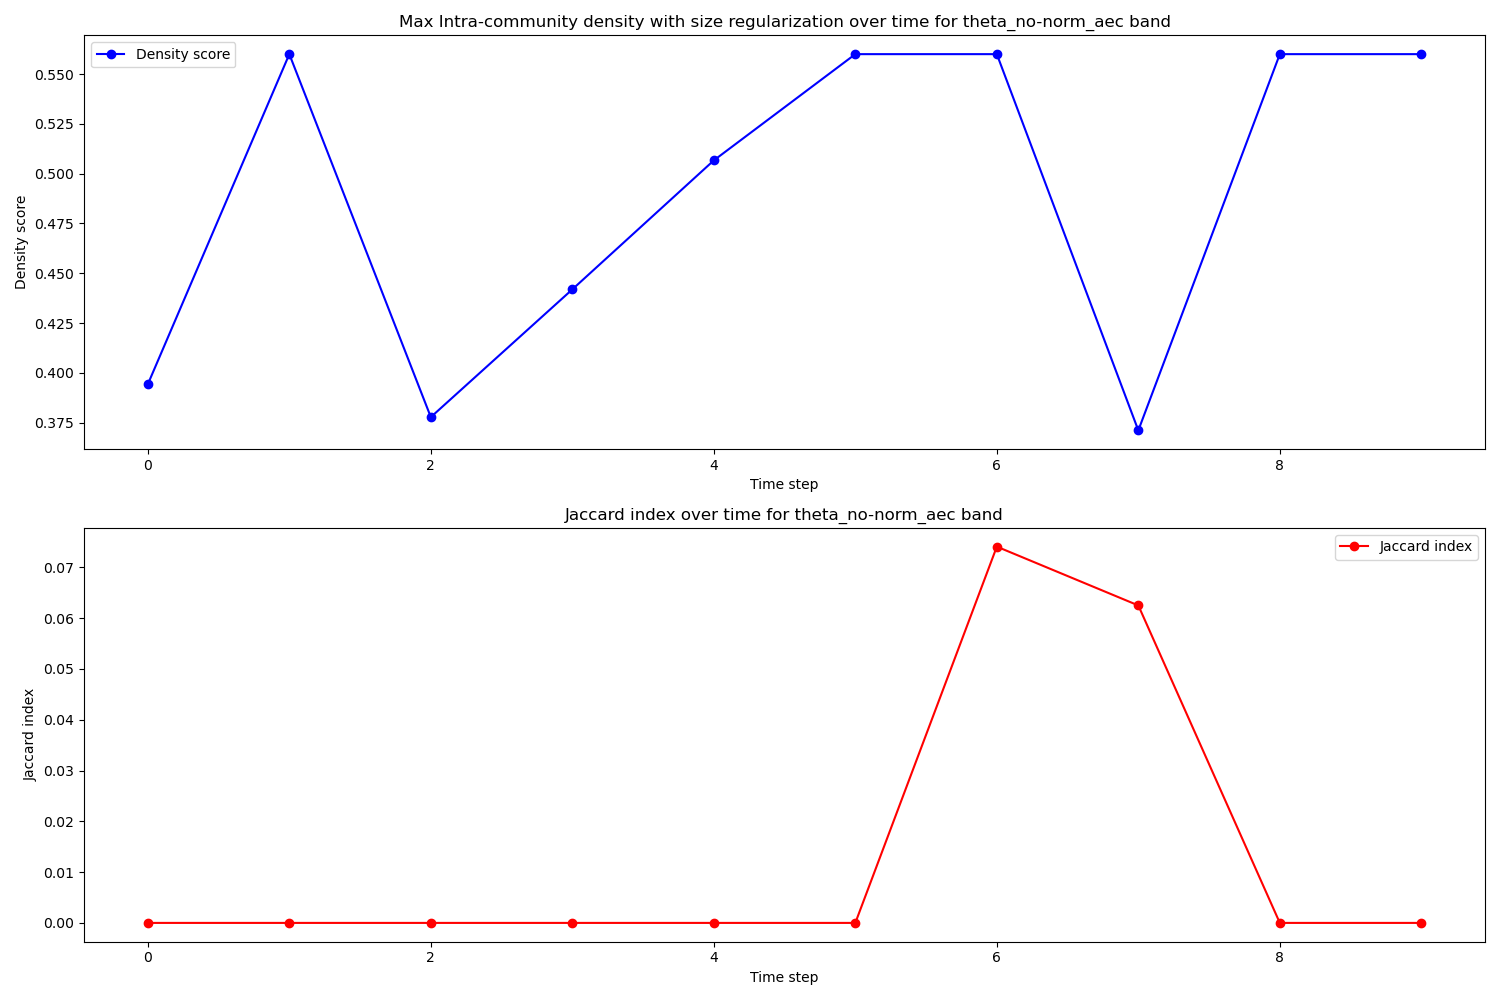 Max Intra-community density with size regularization over time for theta_no-norm_aec band
Density score
0.550
0.525
0.500
0.475
0.450
0.425
0.400
0.375
Density score
0 2 4 6 8
Time step
Jaccard index over time for theta_no-norm_aec band
Jaccard index
0.07
0.06
0.05
0.04
0.03
0.02
0.01
0.00
Jaccard index
0 2 4 6 8
Time step